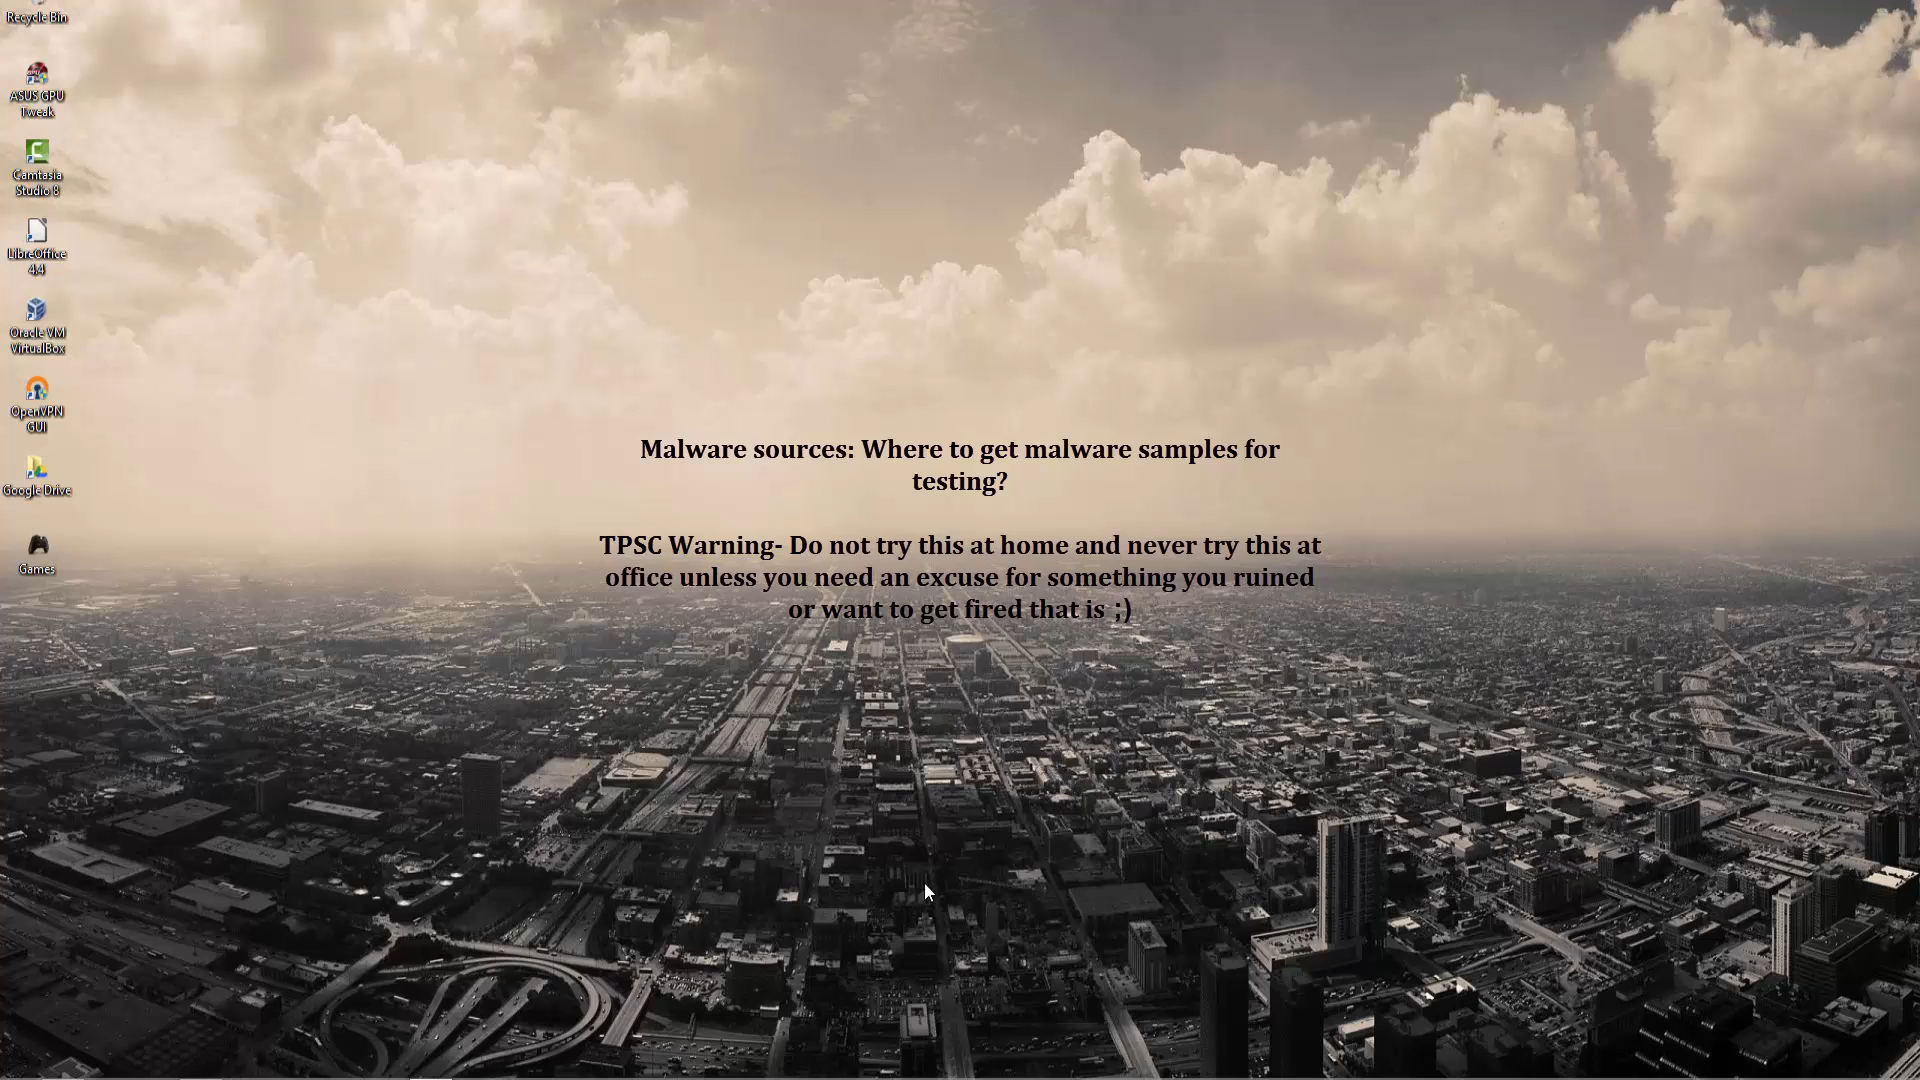 Recycle Bin
ASUS GPU
Tweak
Camtasia
Studio 8
LibreOffice
4.4
Oracle VM
VirtualBox
OpenVPN
GUI
Google Drive
Games
Malware sources: Where to get malware samples for
testing?
TPSC Warning- Do not try this at home and never try this at
office unless you need an excuse for something you ruined
or want to get fired that is ;)